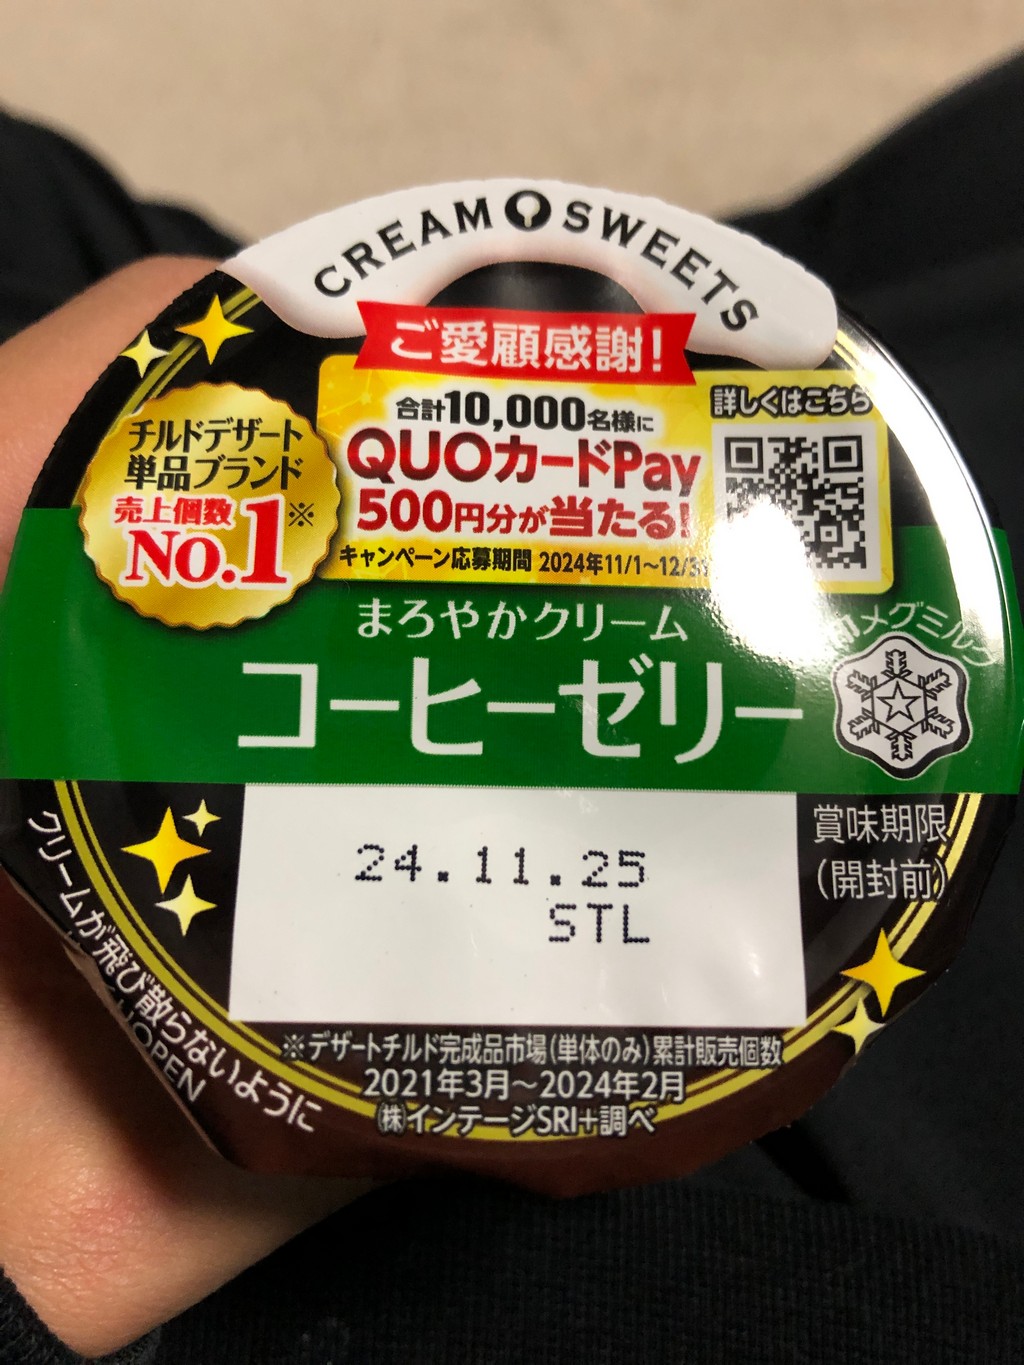 CREAM SWEETS
ご愛顧感謝!
合計10,000名様に
QUOカードPay
500円分が当たる!
キャンペーン応募期間 2024年11/1~12/31
詳しくはこちら
チルドデザート
単品ブランド
売上個数
No.1※
まろやかクリーム
コーヒーゼリー
メグミルク
24.11.25
STL
賞味期限
(開封前)
クリームが飛び散らないように
OPEN
※デザートチルド完成品市場(単体のみ)累計販売個数
2021年3月~2024年2月
㈱インテージSRI+調べ